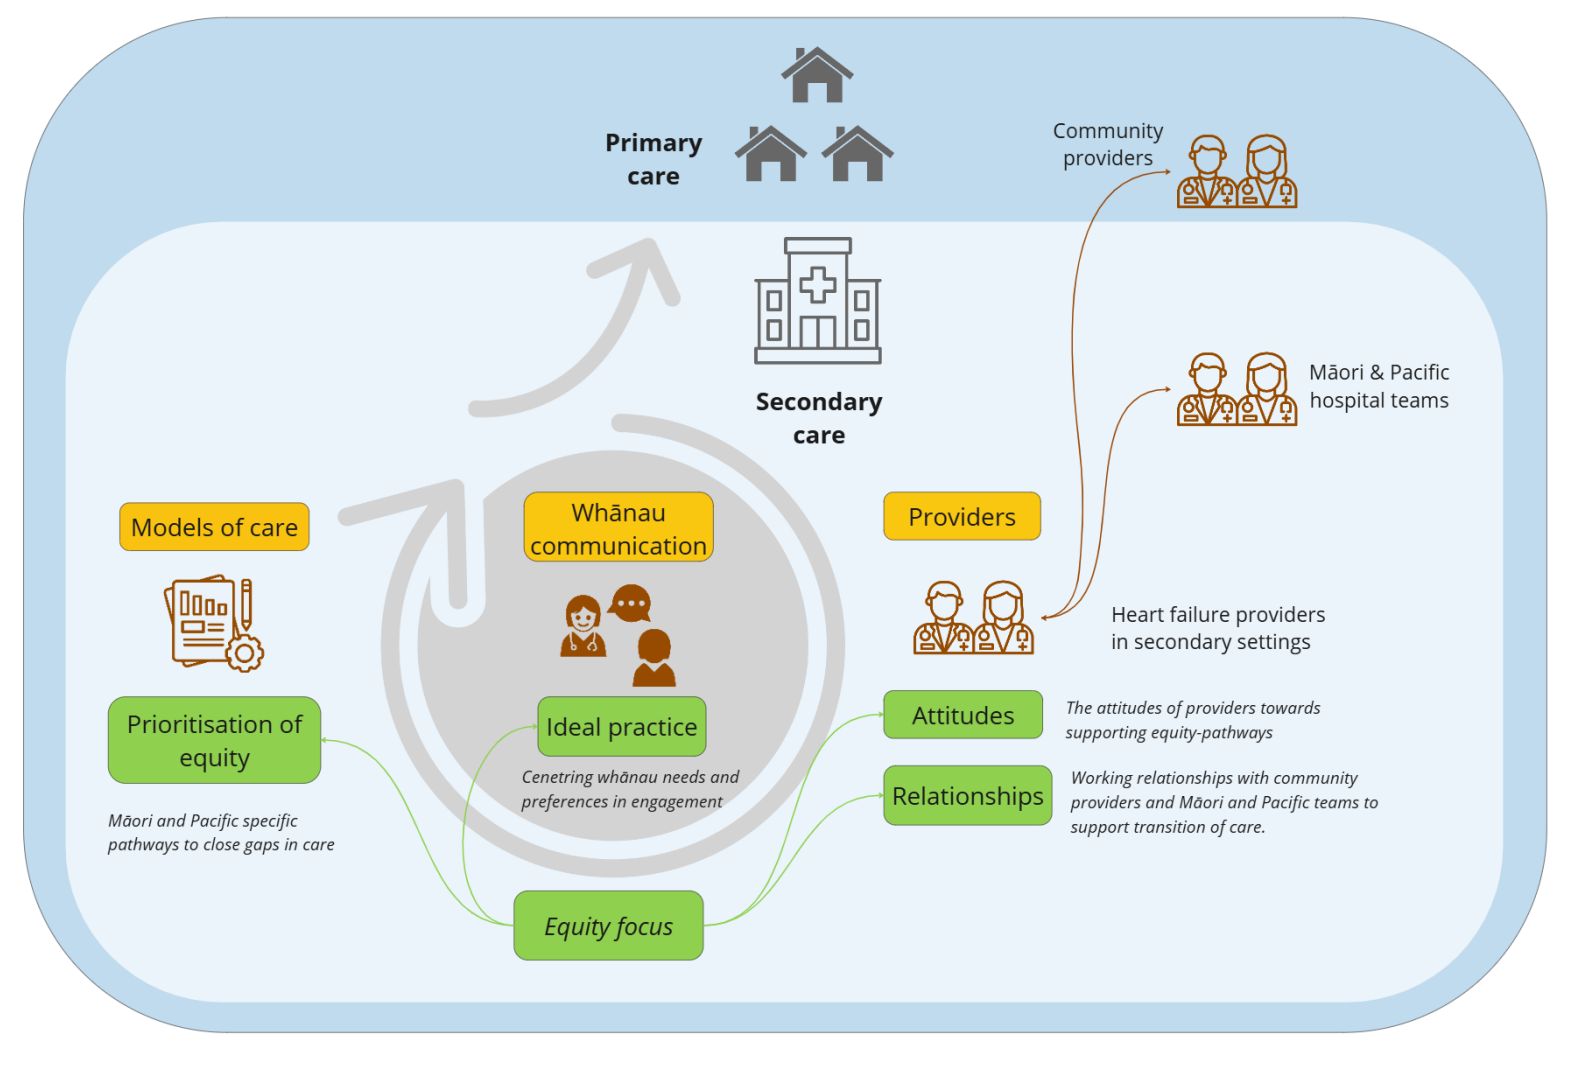 Primary
care
Community
providers
Secondary
care
Māori & Pacific
hospital teams
Models of care
Whānau
communication
Providers
Heart failure providers
in secondary settings
Prioritisation of
equity
Ideal practice
Attitudes
The attitudes of providers towards
supporting equity-pathways
Cenetring whānau needs and
preferences in engagement
Relationships
Working relationships with community
providers and Māori and Pacific teams to
support transition of care.
Māori and Pacific specific
pathways to close gaps in care
Equity focus